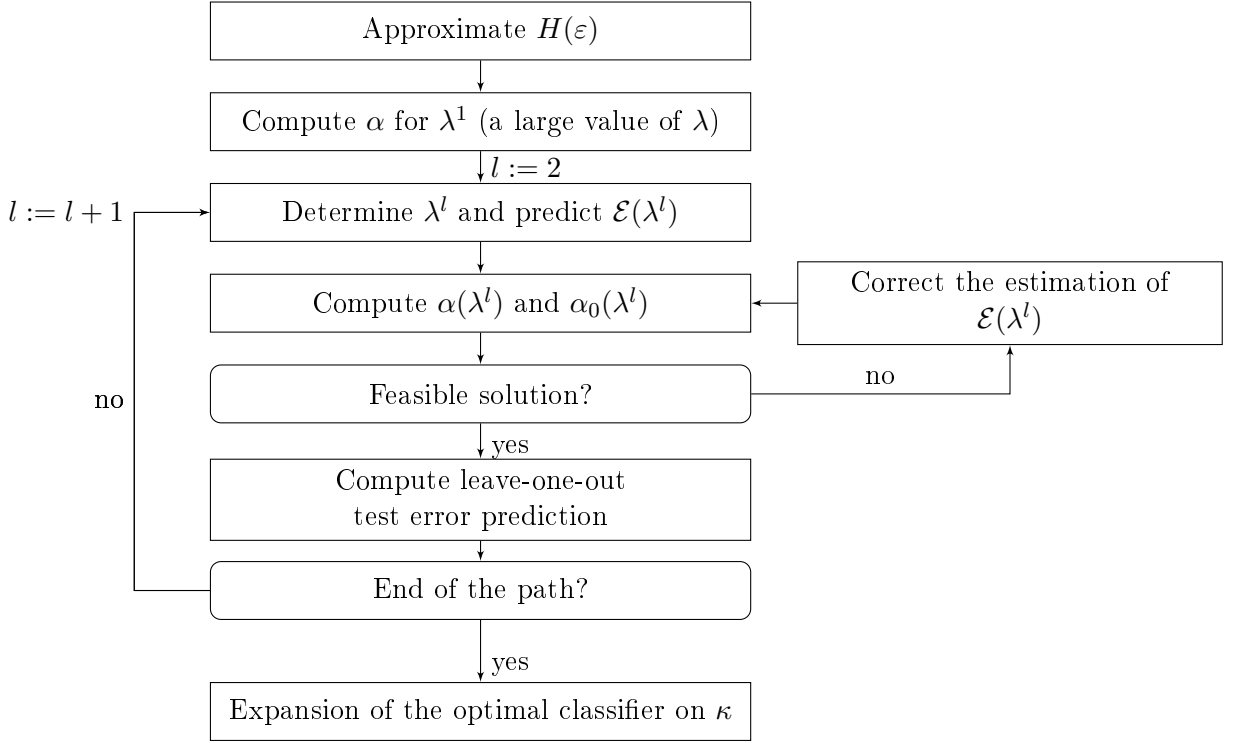 Approximate H(ε)
Compute α for λ¹ (a large value of λ)
l := 2
l := l + 1
Determine λˡ and predict ℰ(λˡ)
Compute α(λˡ) and α₀(λˡ)
Correct the estimation of
ℰ(λˡ)
Feasible solution?
no
no
yes
Compute leave-one-out
test error prediction
End of the path?
yes
Expansion of the optimal classifier on κ